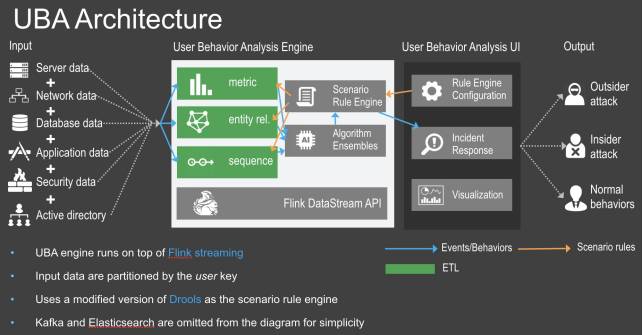 UBA Architecture
Input
User Behavior Analysis Engine
User Behavior Analysis UI
Output
Server data
+
Network data
+
Database data
+
Application data
+
Security data
+
Active directory
metric
entity rel.
sequence
Scenario
Rule Engine
AI
Algorithm
Ensembles
Flink DataStream API
Rule Engine
Configuration
Incident
Response
Visualization
Outsider
attack
Insider
attack
Normal
behaviors
Events/Behaviors
Scenario rules
ETL
• UBA engine runs on top of Flink streaming
• Input data are partitioned by the user key
• Uses a modified version of Drools as the scenario rule engine
• Kafka and Elasticsearch are omitted from the diagram for simplicity